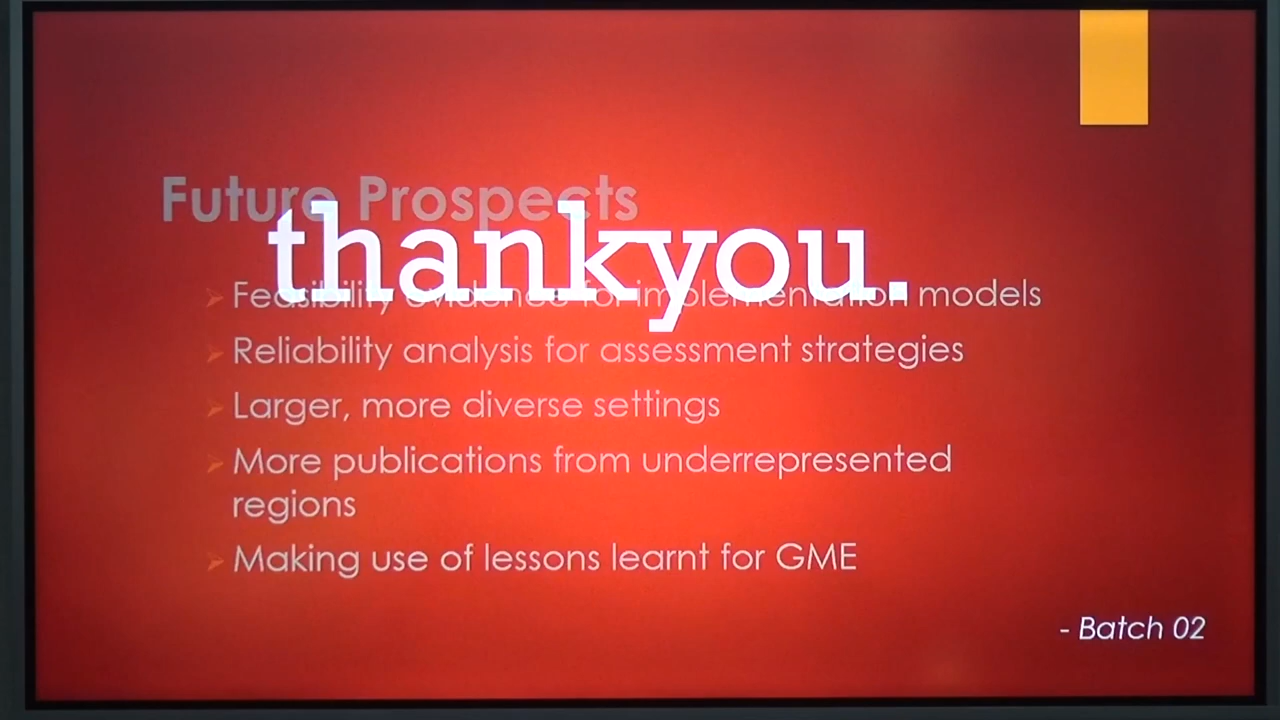 Future Prospects
thankyou.
Feasibility evidence for implementation models
Reliability analysis for assessment strategies
Larger, more diverse settings
More publications from underrepresented
regions
Making use of lessons learnt for GME
- Batch 02